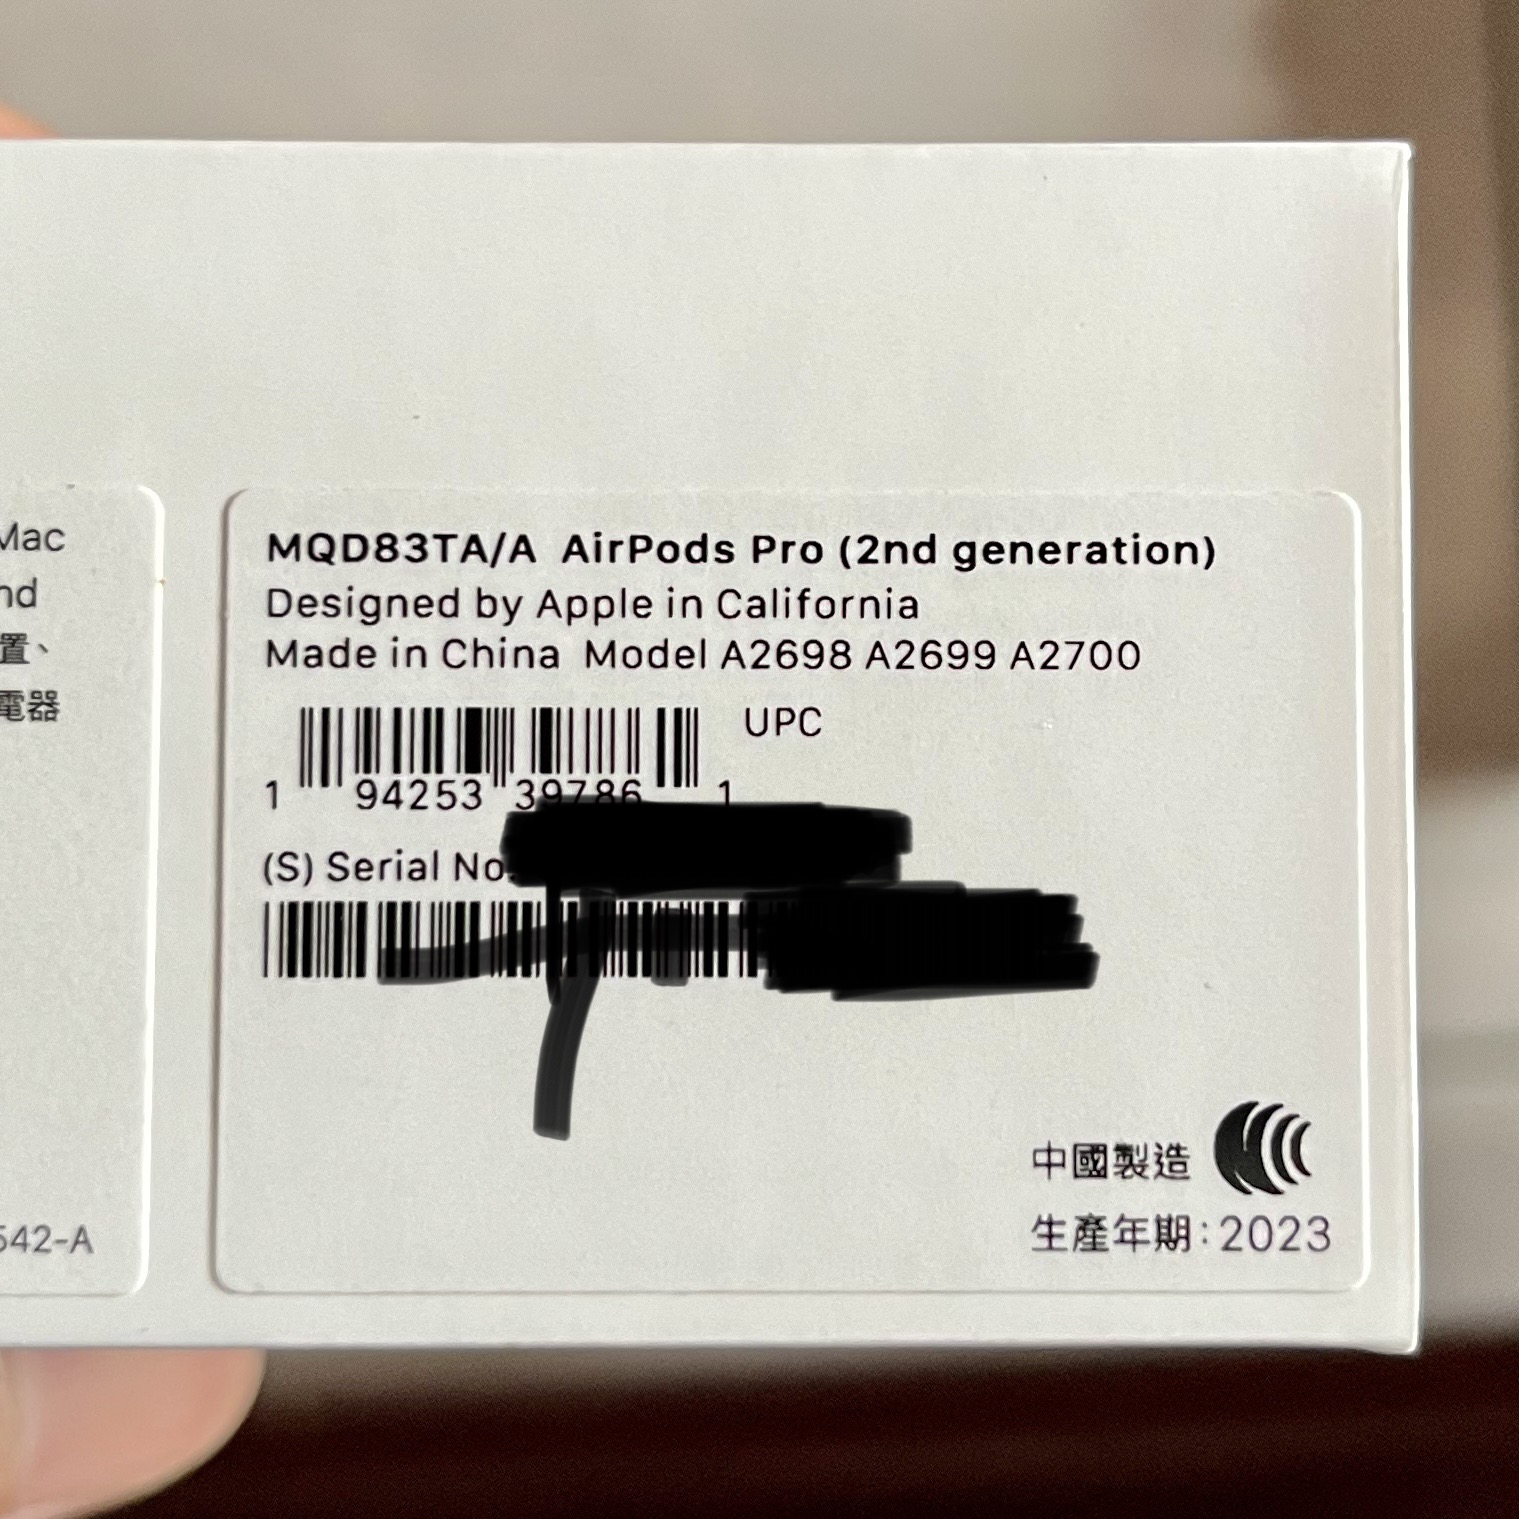 Mac
nd
置、
電器
542-A
MQD83TA/A AirPods Pro (2nd generation)
Designed by Apple in California
Made in China Model A2698 A2699 A2700
UPC
1 94253 39786 1
(S) Serial No.
中國製造
生產年期:2023